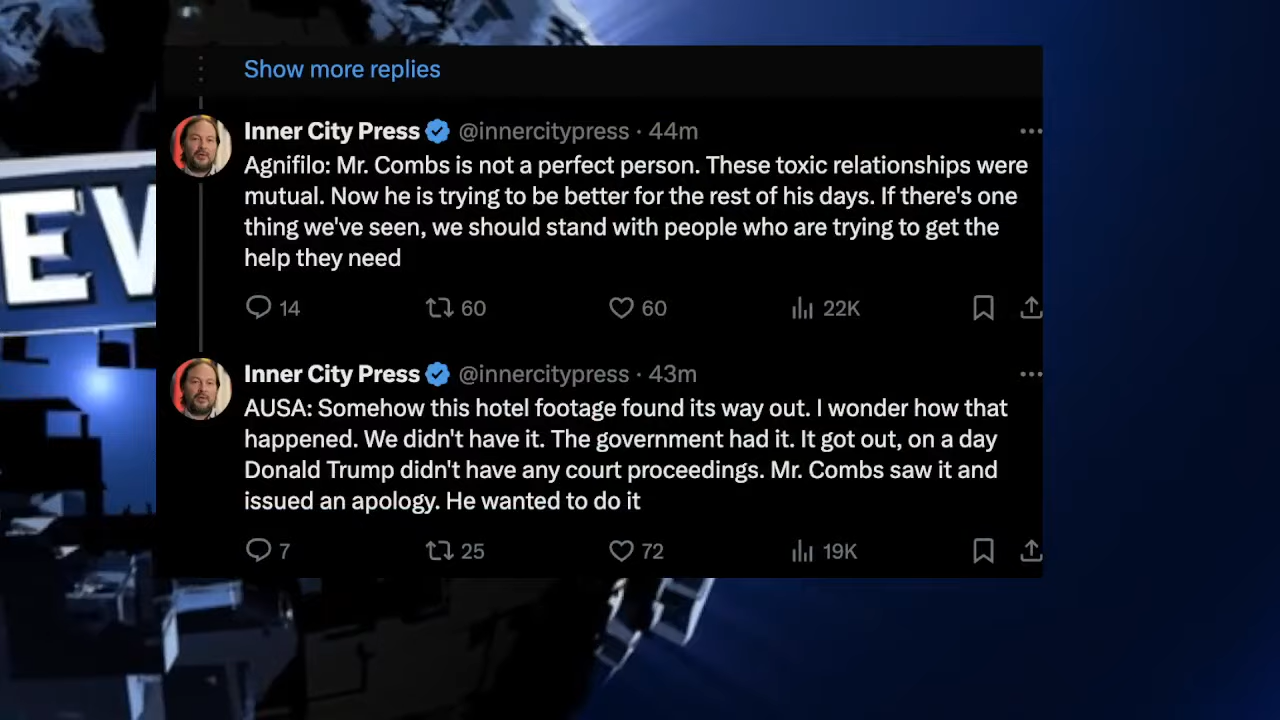 Show more replies
Inner City Press @innercitypress · 44m
Agnifilo: Mr. Combs is not a perfect person. These toxic relationships were
mutual. Now he is trying to be better for the rest of his days. If there's one
thing we've seen, we should stand with people who are trying to get the
help they need
14 60 60 22K
Inner City Press @innercitypress · 43m
AUSA: Somehow this hotel footage found its way out. I wonder how that
happened. We didn't have it. The government had it. It got out, on a day
Donald Trump didn't have any court proceedings. Mr. Combs saw it and
issued an apology. He wanted to do it
7 25 72 19K